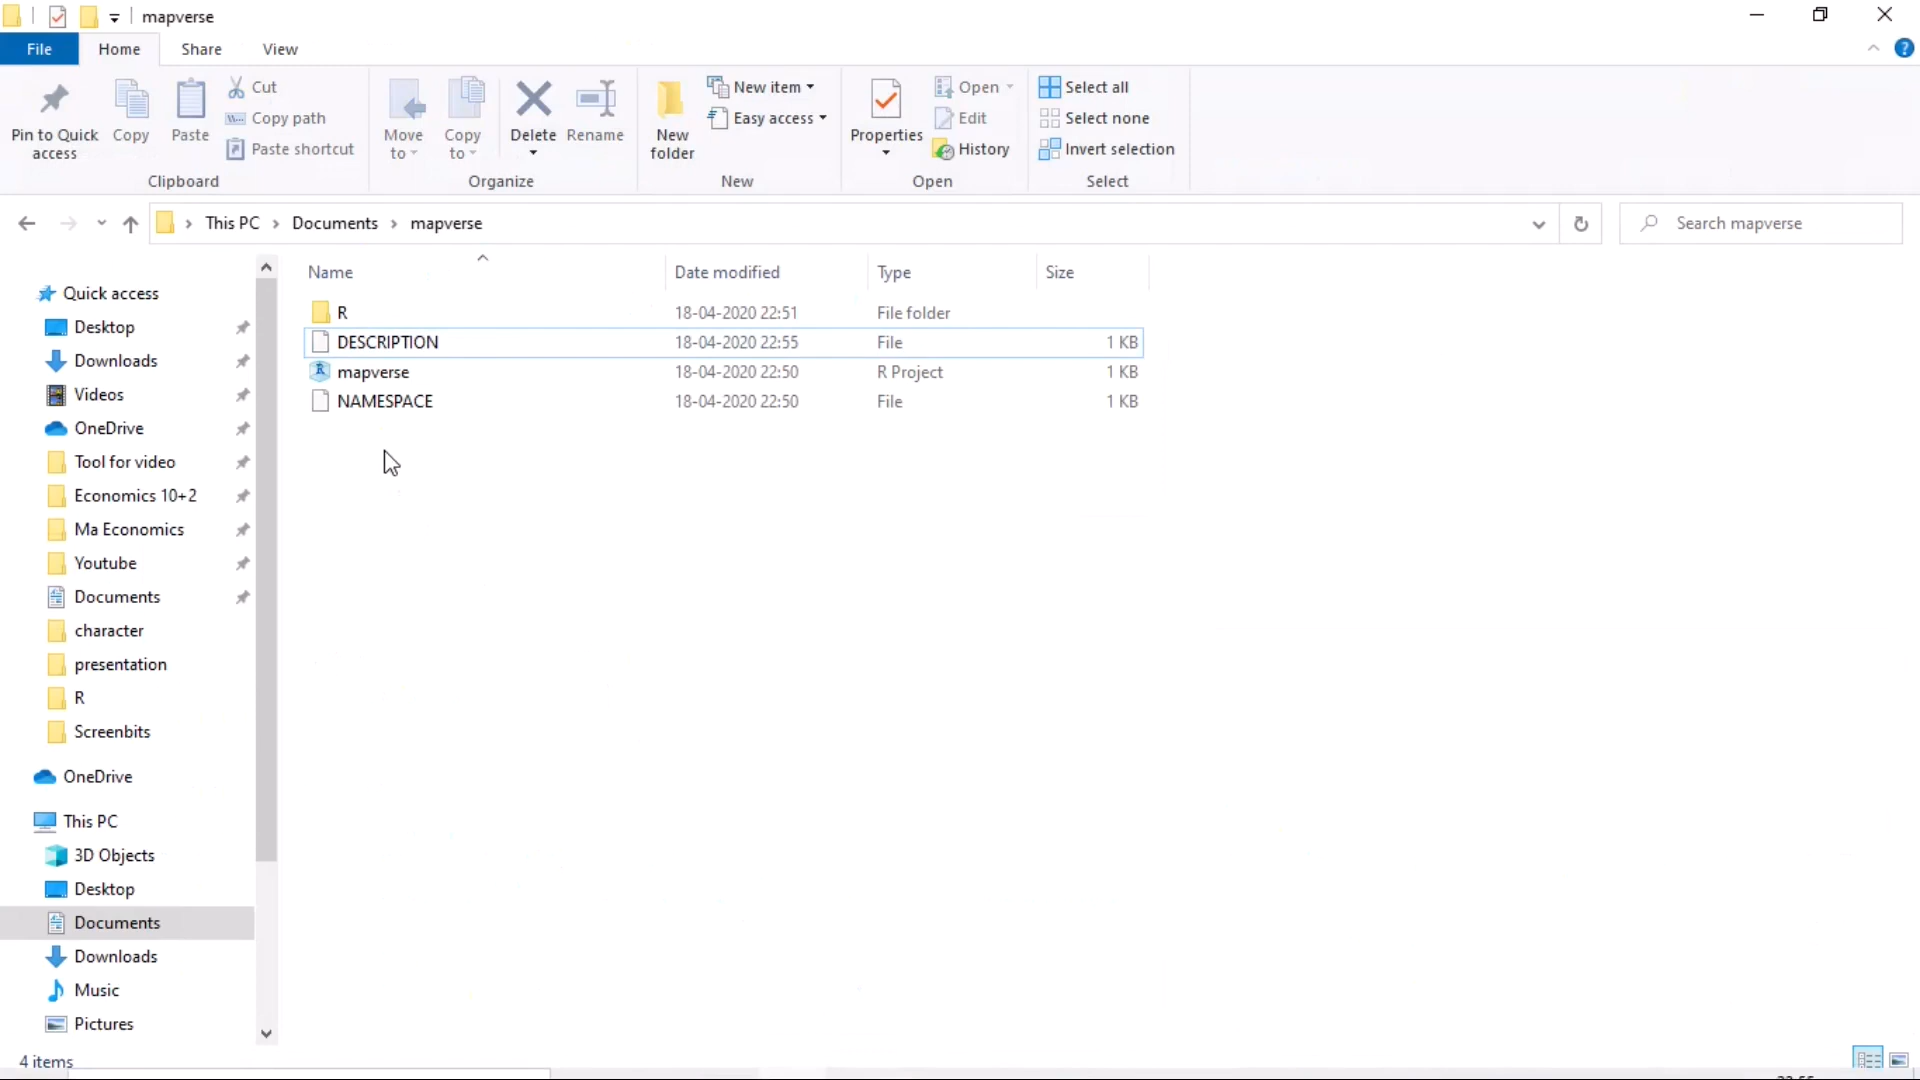 mapverse
File Home Share View
Pin to Quick access
Copy
Paste
Cut
Copy path
Paste shortcut
Clipboard
Move to
Copy to
Delete
Rename
Organize
New folder
New item
Easy access
New
Properties
Open
Edit
History
Open
Select all
Select none
Invert selection
Select
This PC › Documents › mapverse
Search mapverse
Name Date modified Type Size
R 18-04-2020 22:51 File folder
DESCRIPTION 18-04-2020 22:55 File 1 KB
mapverse 18-04-2020 22:50 R Project 1 KB
NAMESPACE 18-04-2020 22:50 File 1 KB
Quick access
Desktop
Downloads
Videos
OneDrive
Tool for video
Economics 10+2
Ma Economics
Youtube
Documents
character
presentation
R
Screenbits
OneDrive
This PC
3D Objects
Desktop
Documents
Downloads
Music
Pictures
4 items